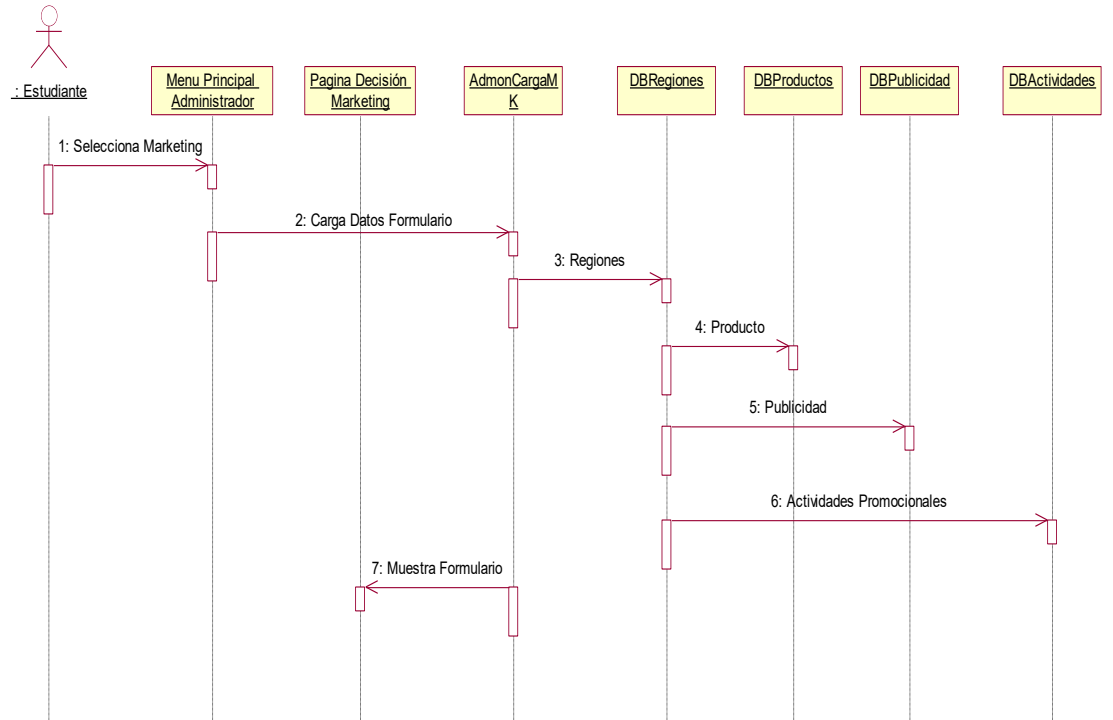 : Estudiante
Menu Principal
Administrador
Pagina Decisión
Marketing
AdmonCargaM
K
DBRegiones
DBProductos
DBPublicidad
DBActividades
1: Selecciona Marketing
2: Carga Datos Formulario
3: Regiones
4: Producto
5: Publicidad
6: Actividades Promocionales
7: Muestra Formulario